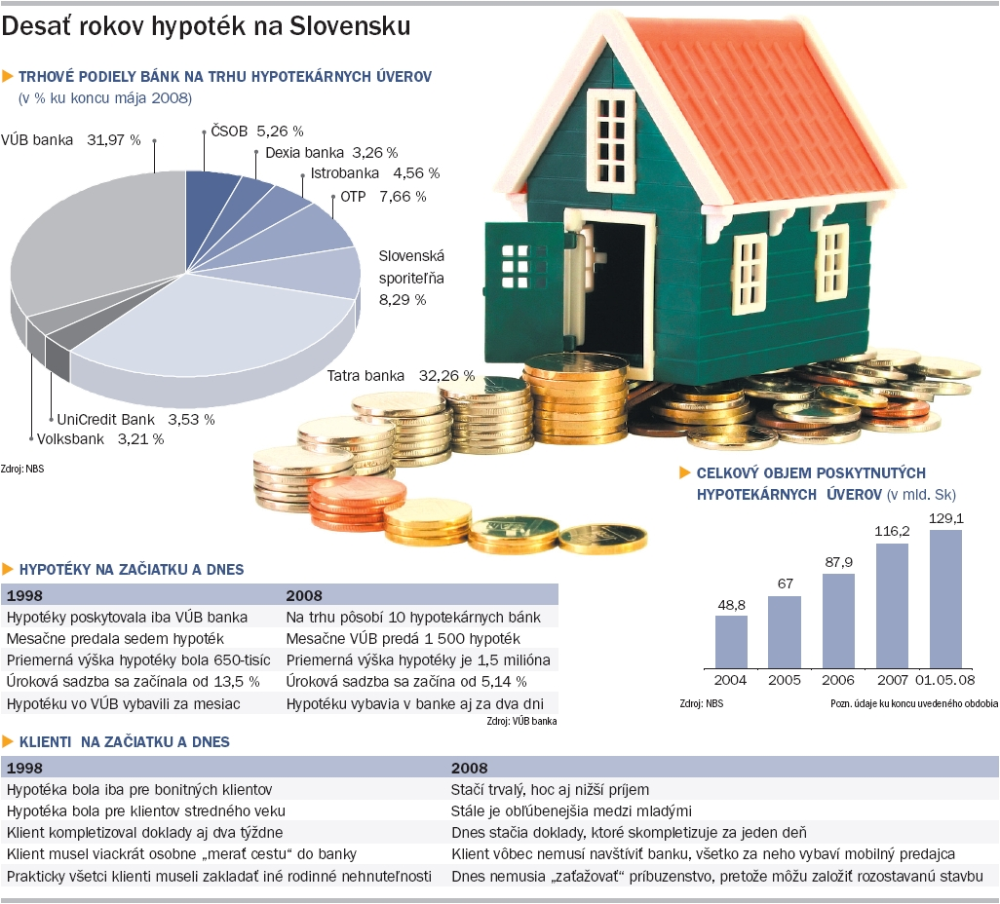 Desať rokov hypoték na Slovensku
TRHOVÉ PODIELY BÁNK NA TRHU HYPOTEKÁRNYCH ÚVEROV
(v % ku koncu mája 2008)
VÚB banka 31,97 %
ČSOB 5,26 %
Dexia banka 3,26 %
Istrobanka 4,56 %
OTP 7,66 %
Slovenská
sporiteľňa
8,29 %
Tatra banka 32,26 %
UniCredit Bank 3,53 %
Volksbank 3,21 %
Zdroj: NBS
CELKOVÝ OBJEM POSKYTNUTÝCH
HYPOTEKÁRNYCH ÚVEROV (v mld. Sk)
48,8
67
87,9
116,2
129,1
2004 2005 2006 2007 01.05.08
Zdroj: NBS
Pozn. údaje ku koncu uvedeného obdobia
HYPOTÉKY NA ZAČIATKU A DNES
1998 2008
Hypotéky poskytovala iba VÚB banka Na trhu pôsobí 10 hypotekárnych bánk
Mesačne predala sedem hypoték Mesačne VÚB predá 1 500 hypoték
Priemerná výška hypotéky bola 650-tisíc Priemerná výška hypotéky je 1,5 milióna
Úroková sadzba sa začínala od 13,5 % Úroková sadzba sa začína od 5,14 %
Hypotéku vo VÚB vybavili za mesiac Hypotéku vybavia v banke aj za dva dni
Zdroj: VÚB banka
KLIENTI NA ZAČIATKU A DNES
1998 2008
Hypotéka bola iba pre bonitných klientov Stačí trvalý, hoc aj nižší príjem
Hypotéka bola pre klientov stredného veku Stále je obľúbenejšia medzi mladými
Klient kompletizoval doklady aj dva týždne Dnes stačia doklady, ktoré skompletizuje za jeden deň
Klient musel viackrát osobne „merať cestu“ do banky Klient vôbec nemusí navštíviť banku, všetko za neho vybaví mobilný predajca
Prakticky všetci klienti museli zakladať iné rodinné nehnuteľnosti Dnes nemusia „zaťažovať“ príbuzenstvo, pretože môžu založiť rozostavanú stavbu